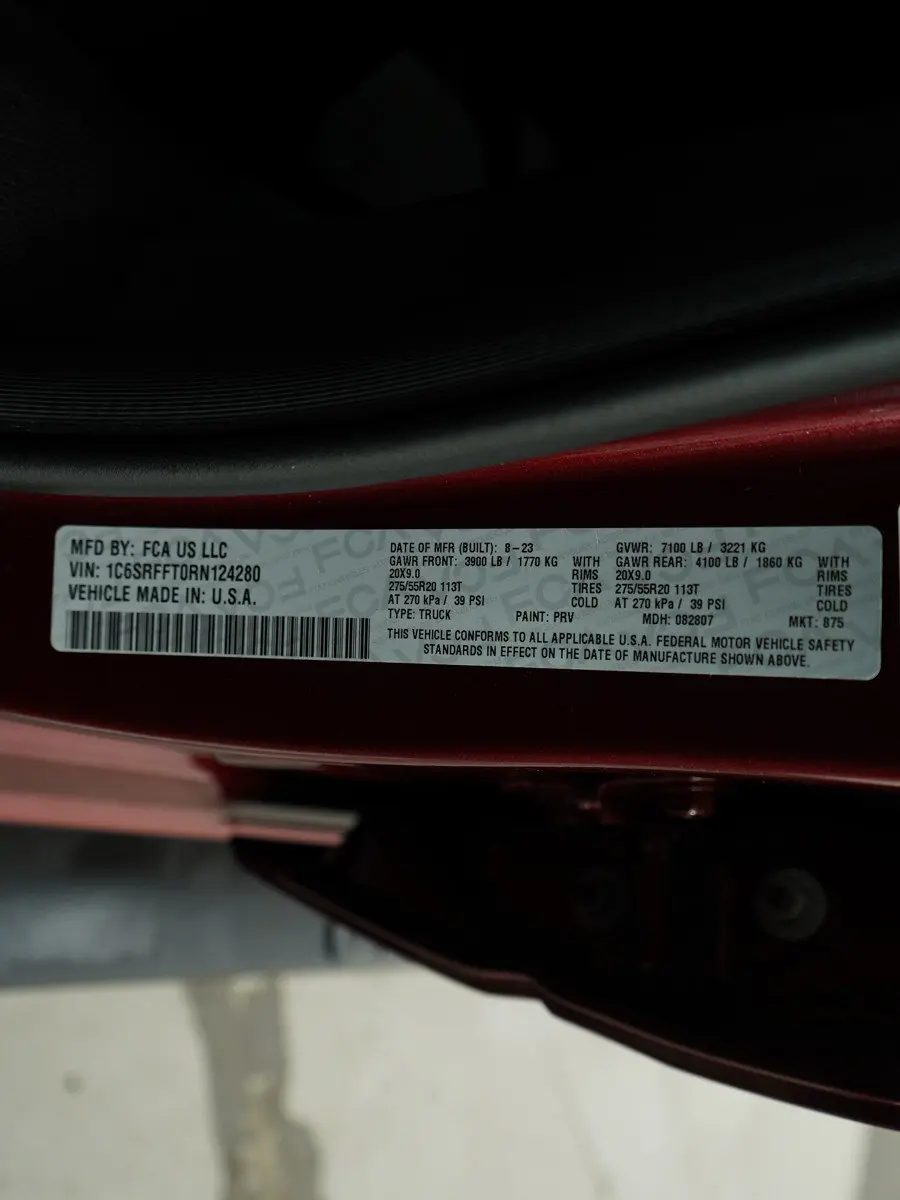 MFD BY: FCA US LLC
VIN: 1C6SRFFT0RN124280
VEHICLE MADE IN: U.S.A.
DATE OF MFR (BUILT): 8-23 GVWR: 7100 LB / 3221 KG
GAWR FRONT: 3900 LB / 1770 KG WITH GAWR REAR: 4100 LB / 1860 KG WITH
20X9.0 RIMS 20X9.0 RIMS
275/55R20 113T TIRES 275/55R20 113T TIRES
AT 270 kPa / 39 PSI COLD AT 270 kPa / 39 PSI COLD
TYPE: TRUCK PAINT: PRV MDH: 082807 MKT: 875
THIS VEHICLE CONFORMS TO ALL APPLICABLE U.S.A. FEDERAL MOTOR VEHICLE SAFETY
STANDARDS IN EFFECT ON THE DATE OF MANUFACTURE SHOWN ABOVE.